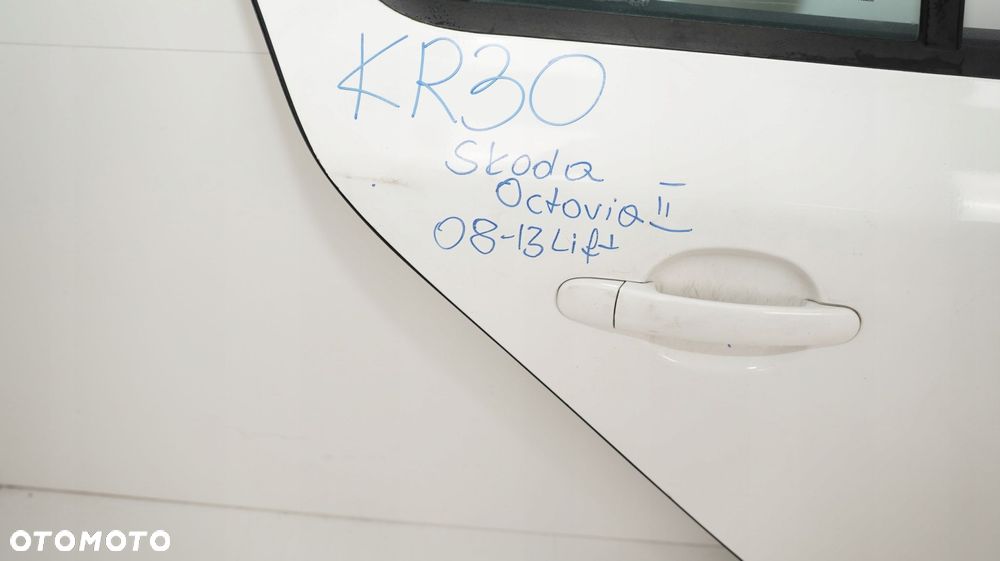 KR30
Skoda
Octavia II
08-13 Lift
OTOMOTO